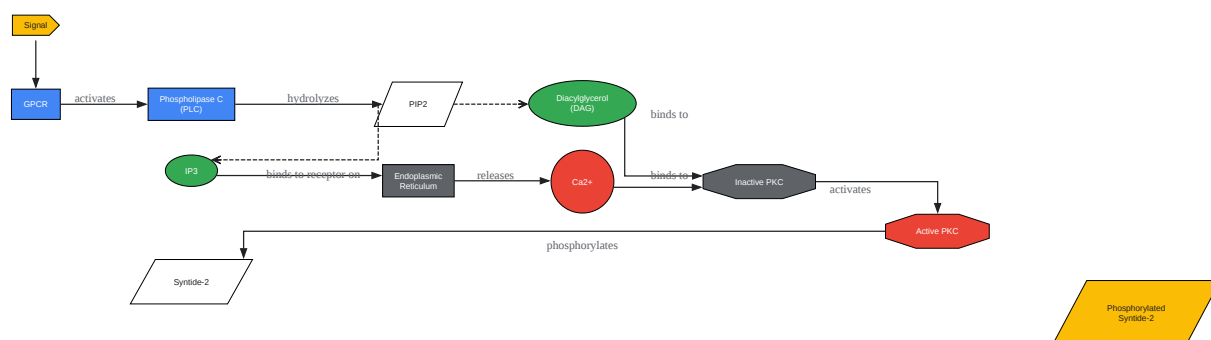 Signal
GPCR
activates
Phospholipase C
(PLC)
hydrolyzes
PIP2
Diacylglycerol
(DAG)
binds to
IP3
binds to receptor on
Endoplasmic
Reticulum
releases
Ca2+
binds to
Inactive PKC
activates
Active PKC
phosphorylates
Syntide-2
Phosphorylated
Syntide-2